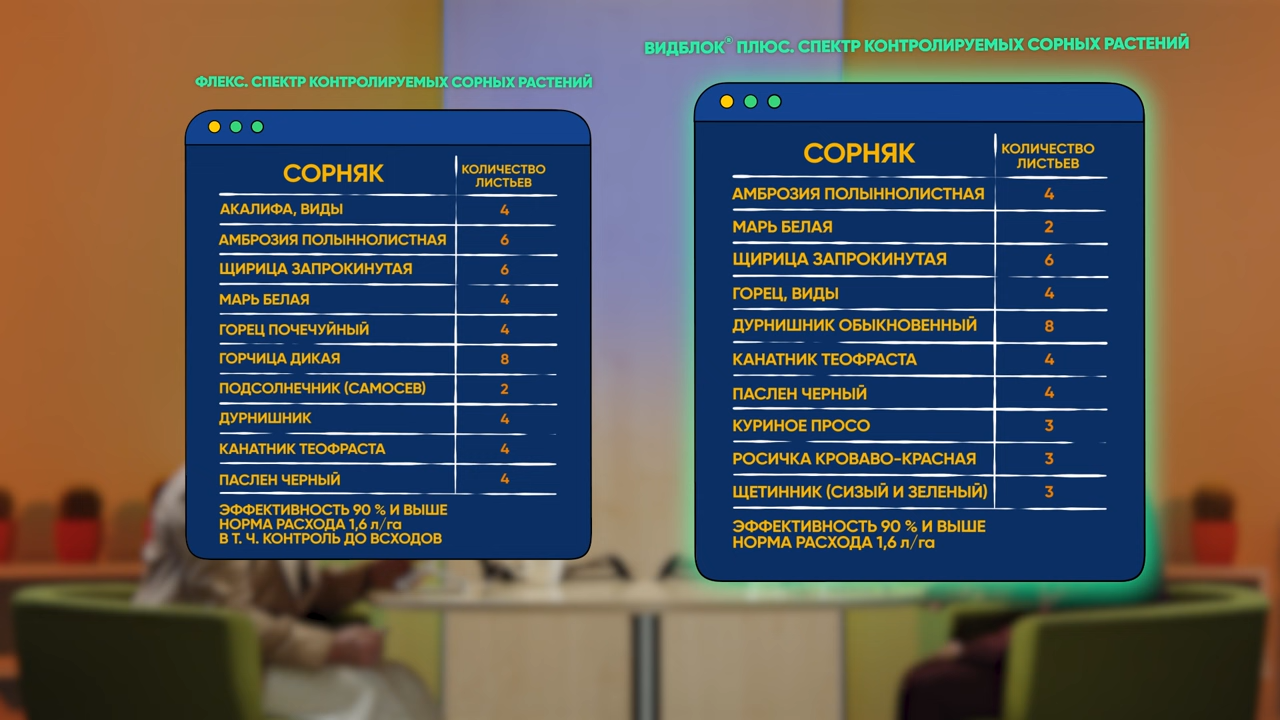 ФЛЕКС. СПЕКТР КОНТРОЛИРУЕМЫХ СОРНЫХ РАСТЕНИЙ
СОРНЯК КОЛИЧЕСТВО ЛИСТЬЕВ
АКАЛИФА, ВИДЫ 4
АМБРОЗИЯ ПОЛЫННОЛИСТНАЯ 6
ЩИРИЦА ЗАПРОКИНУТАЯ 6
МАРЬ БЕЛАЯ 4
ГОРЕЦ ПОЧЕЧУЙНЫЙ 4
ГОРЧИЦА ДИКАЯ 8
ПОДСОЛНЕЧНИК (САМОСЕВ) 2
ДУРНИШНИК 4
КАНАТНИК ТЕОФРАСТА 4
ПАСЛЕН ЧЕРНЫЙ 4
ЭФФЕКТИВНОСТЬ 90 % И ВЫШЕ
НОРМА РАСХОДА 1,6 л/га
В Т. Ч. КОНТРОЛЬ ДО ВСХОДОВ
ВИДБЛОК® ПЛЮС. СПЕКТР КОНТРОЛИРУЕМЫХ СОРНЫХ РАСТЕНИЙ
СОРНЯК КОЛИЧЕСТВО ЛИСТЬЕВ
АМБРОЗИЯ ПОЛЫННОЛИСТНАЯ 4
МАРЬ БЕЛАЯ 2
ЩИРИЦА ЗАПРОКИНУТАЯ 6
ГОРЕЦ, ВИДЫ 4
ДУРНИШНИК ОБЫКНОВЕННЫЙ 8
КАНАТНИК ТЕОФРАСТА 4
ПАСЛЕН ЧЕРНЫЙ 4
КУРИНОЕ ПРОСО 3
РОСИЧКА КРОВАВО-КРАСНАЯ 3
ЩЕТИННИК (СИЗЫЙ И ЗЕЛЕНЫЙ) 3
ЭФФЕКТИВНОСТЬ 90 % И ВЫШЕ
НОРМА РАСХОДА 1,6 л/га